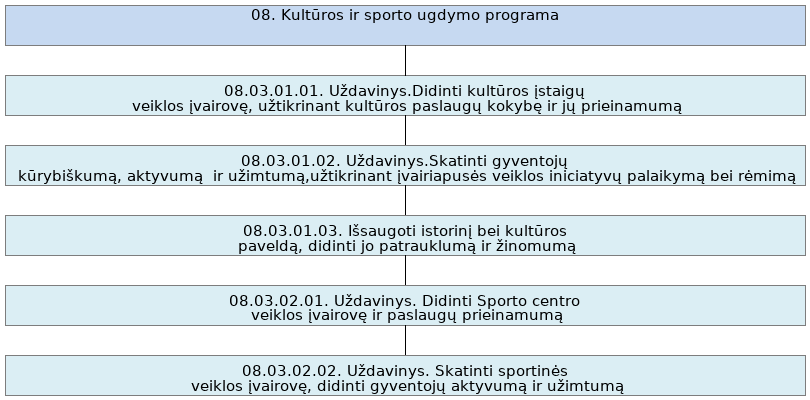 08. Kultūros ir sporto ugdymo programa
08.03.01.01. Uždavinys.Didinti kultūros įstaigų
veiklos įvairovę, užtikrinant kultūros paslaugų kokybę ir jų prieinamumą
08.03.01.02. Uždavinys.Skatinti gyventojų
kūrybiškumą, aktyvumą  ir užimtumą,užtikrinant įvairiapusės veiklos iniciatyvų palaikymą bei rėmimą
08.03.01.03. Išsaugoti istorinį bei kultūros
paveldą, didinti jo patrauklumą ir žinomumą
08.03.02.01. Uždavinys. Didinti Sporto centro
veiklos įvairovę ir paslaugų prieinamumą
08.03.02.02. Uždavinys. Skatinti sportinės
veiklos įvairovę, didinti gyventojų aktyvumą ir užimtumą